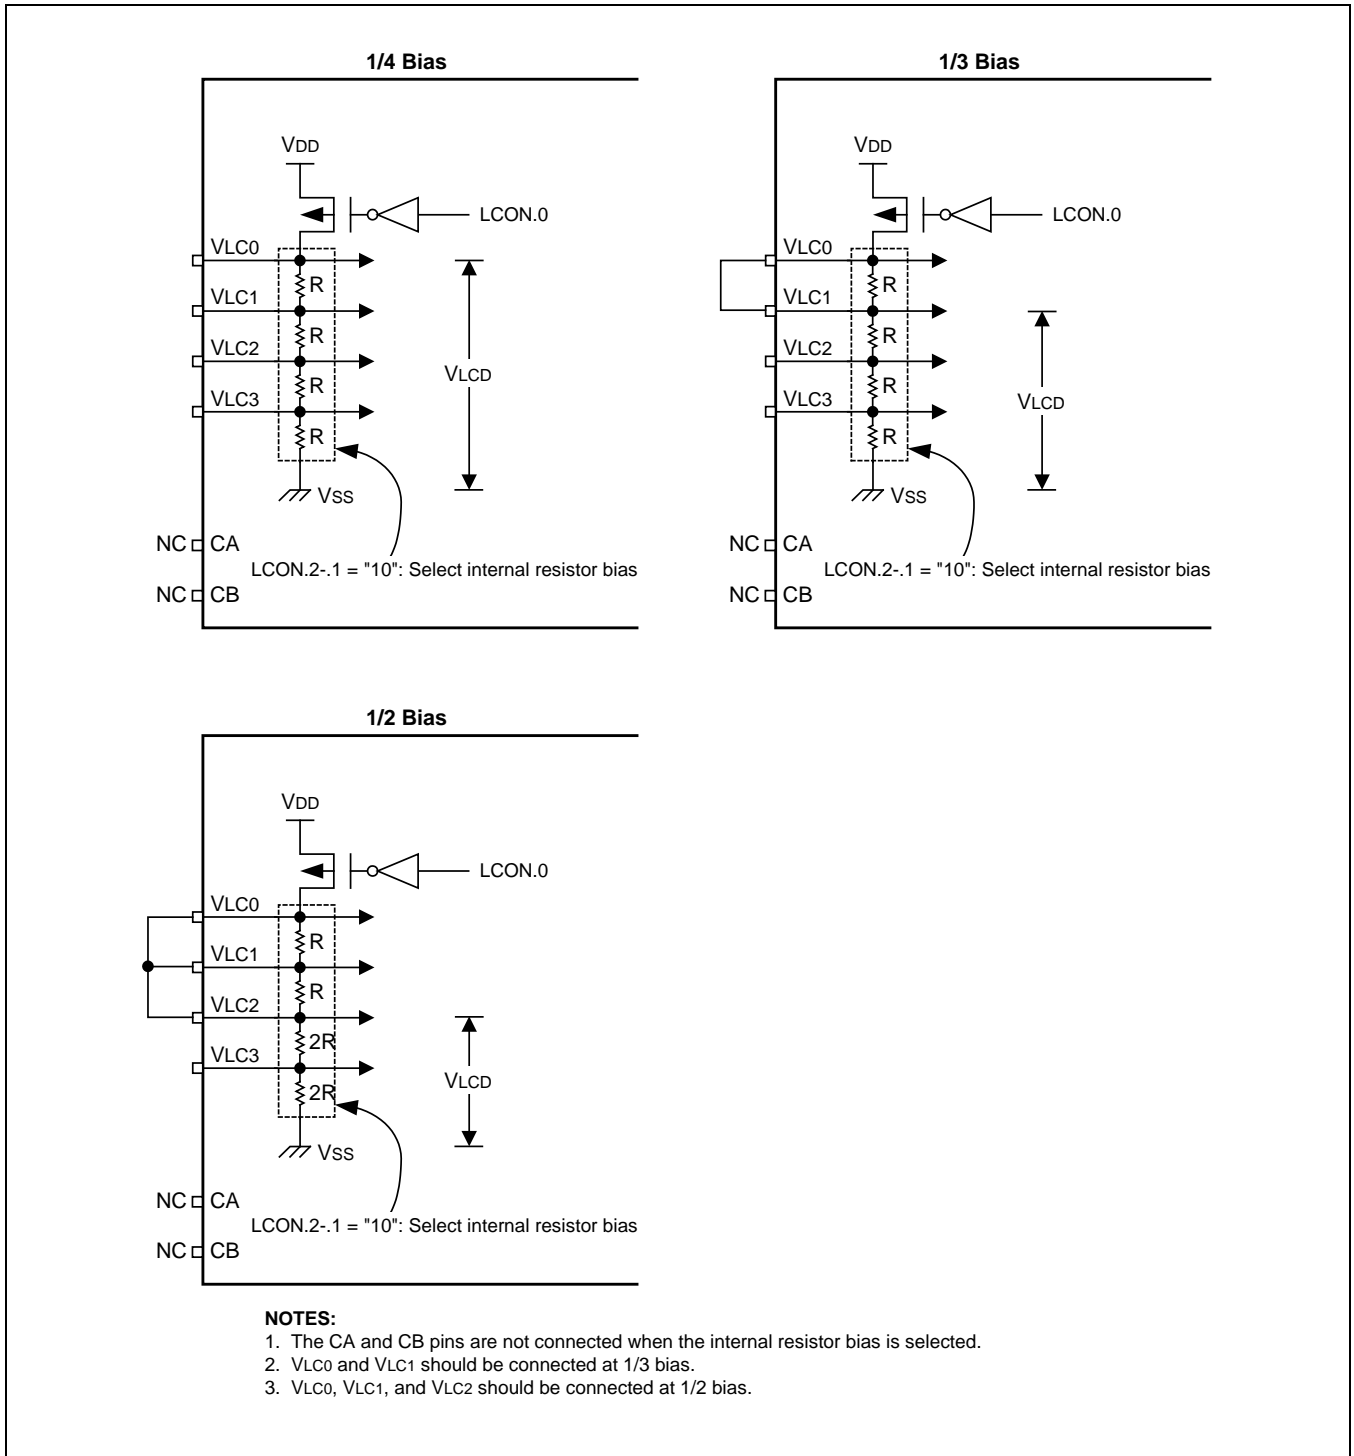 1/4 Bias
VDD
LCON.0
VLC0
R
VLC1
R
VLC2
R
VLCD
VLC3
R
VSS
NC CA
LCON.2-.1 = "10": Select internal resistor bias
NC CB
1/3 Bias
VDD
LCON.0
VLC0
R
VLC1
R
VLC2
R
VLCD
VLC3
R
VSS
NC CA
LCON.2-.1 = "10": Select internal resistor bias
NC CB
1/2 Bias
VDD
LCON.0
VLC0
R
VLC1
R
VLC2
2R
VLC3
VLCD
2R
VSS
NC CA
LCON.2-.1 = "10": Select internal resistor bias
NC CB
NOTES:
1. The CA and CB pins are not connected when the internal resistor bias is selected.
2. VLC0 and VLC1 should be connected at 1/3 bias.
3. VLC0, VLC1, and VLC2 should be connected at 1/2 bias.